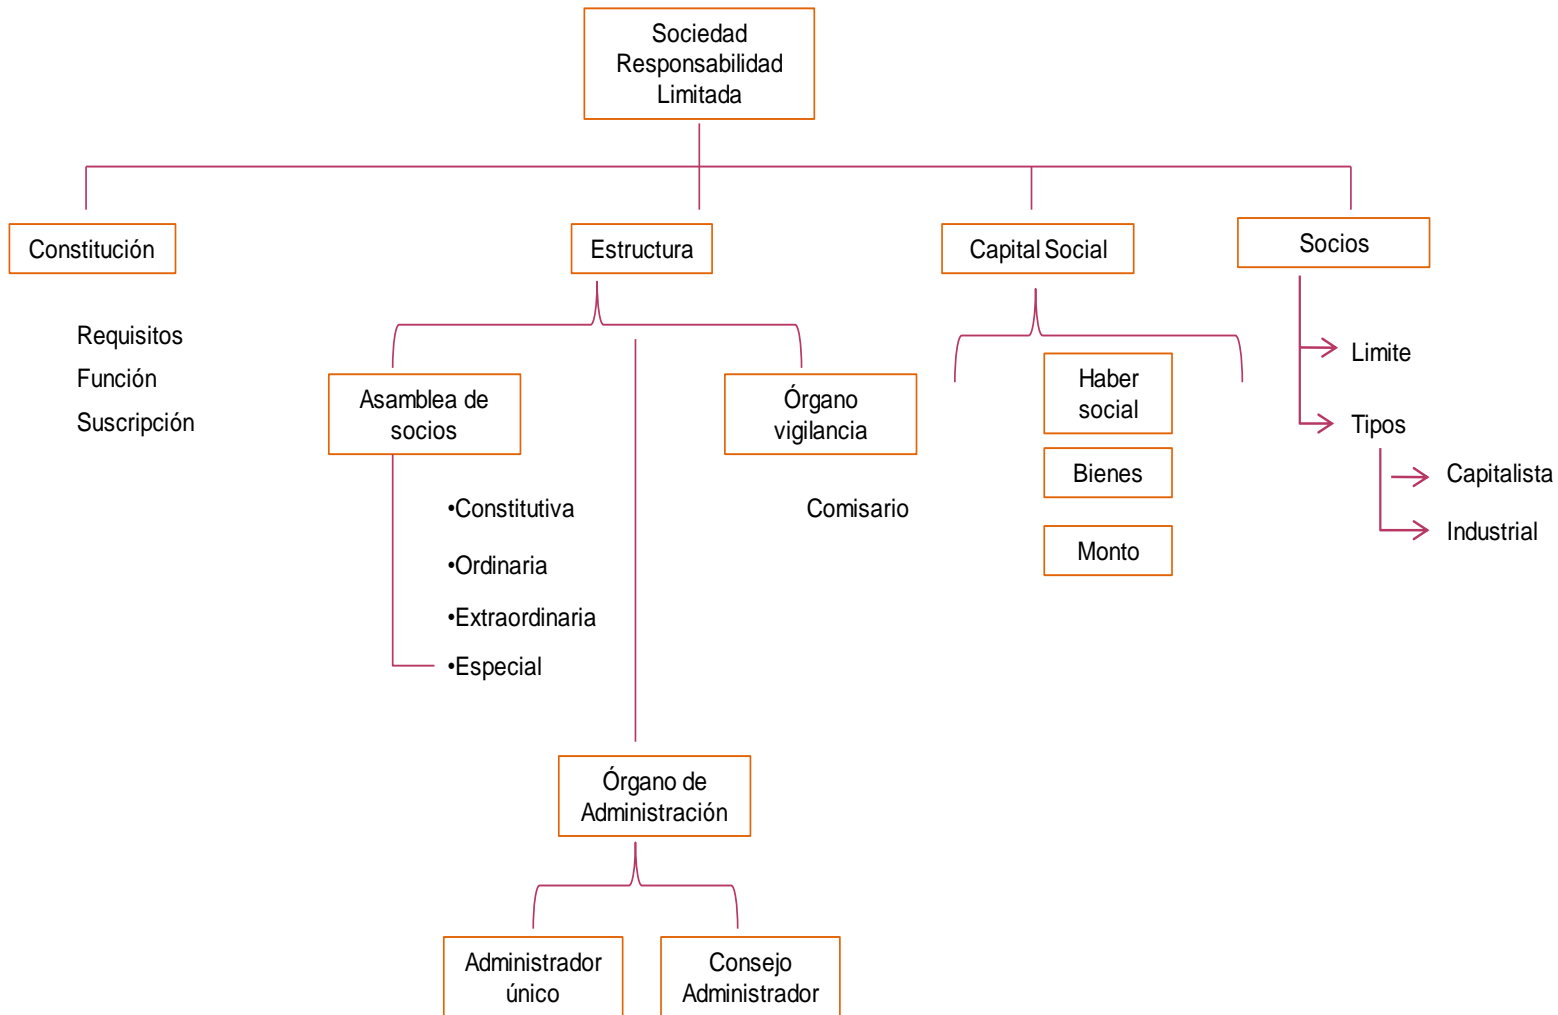 Sociedad
Responsabilidad
Limitada
Constitución
Estructura
Capital Social
Socios
Requisitos
Función
Suscripción
Asamblea de
socios
Órgano
vigilancia
Haber
social
Bienes
Monto
Limite
Tipos
Capitalista
Industrial
•Constitutiva
•Ordinaria
•Extraordinaria
•Especial
Comisario
Órgano de
Administración
Administrador
único
Consejo
Administrador